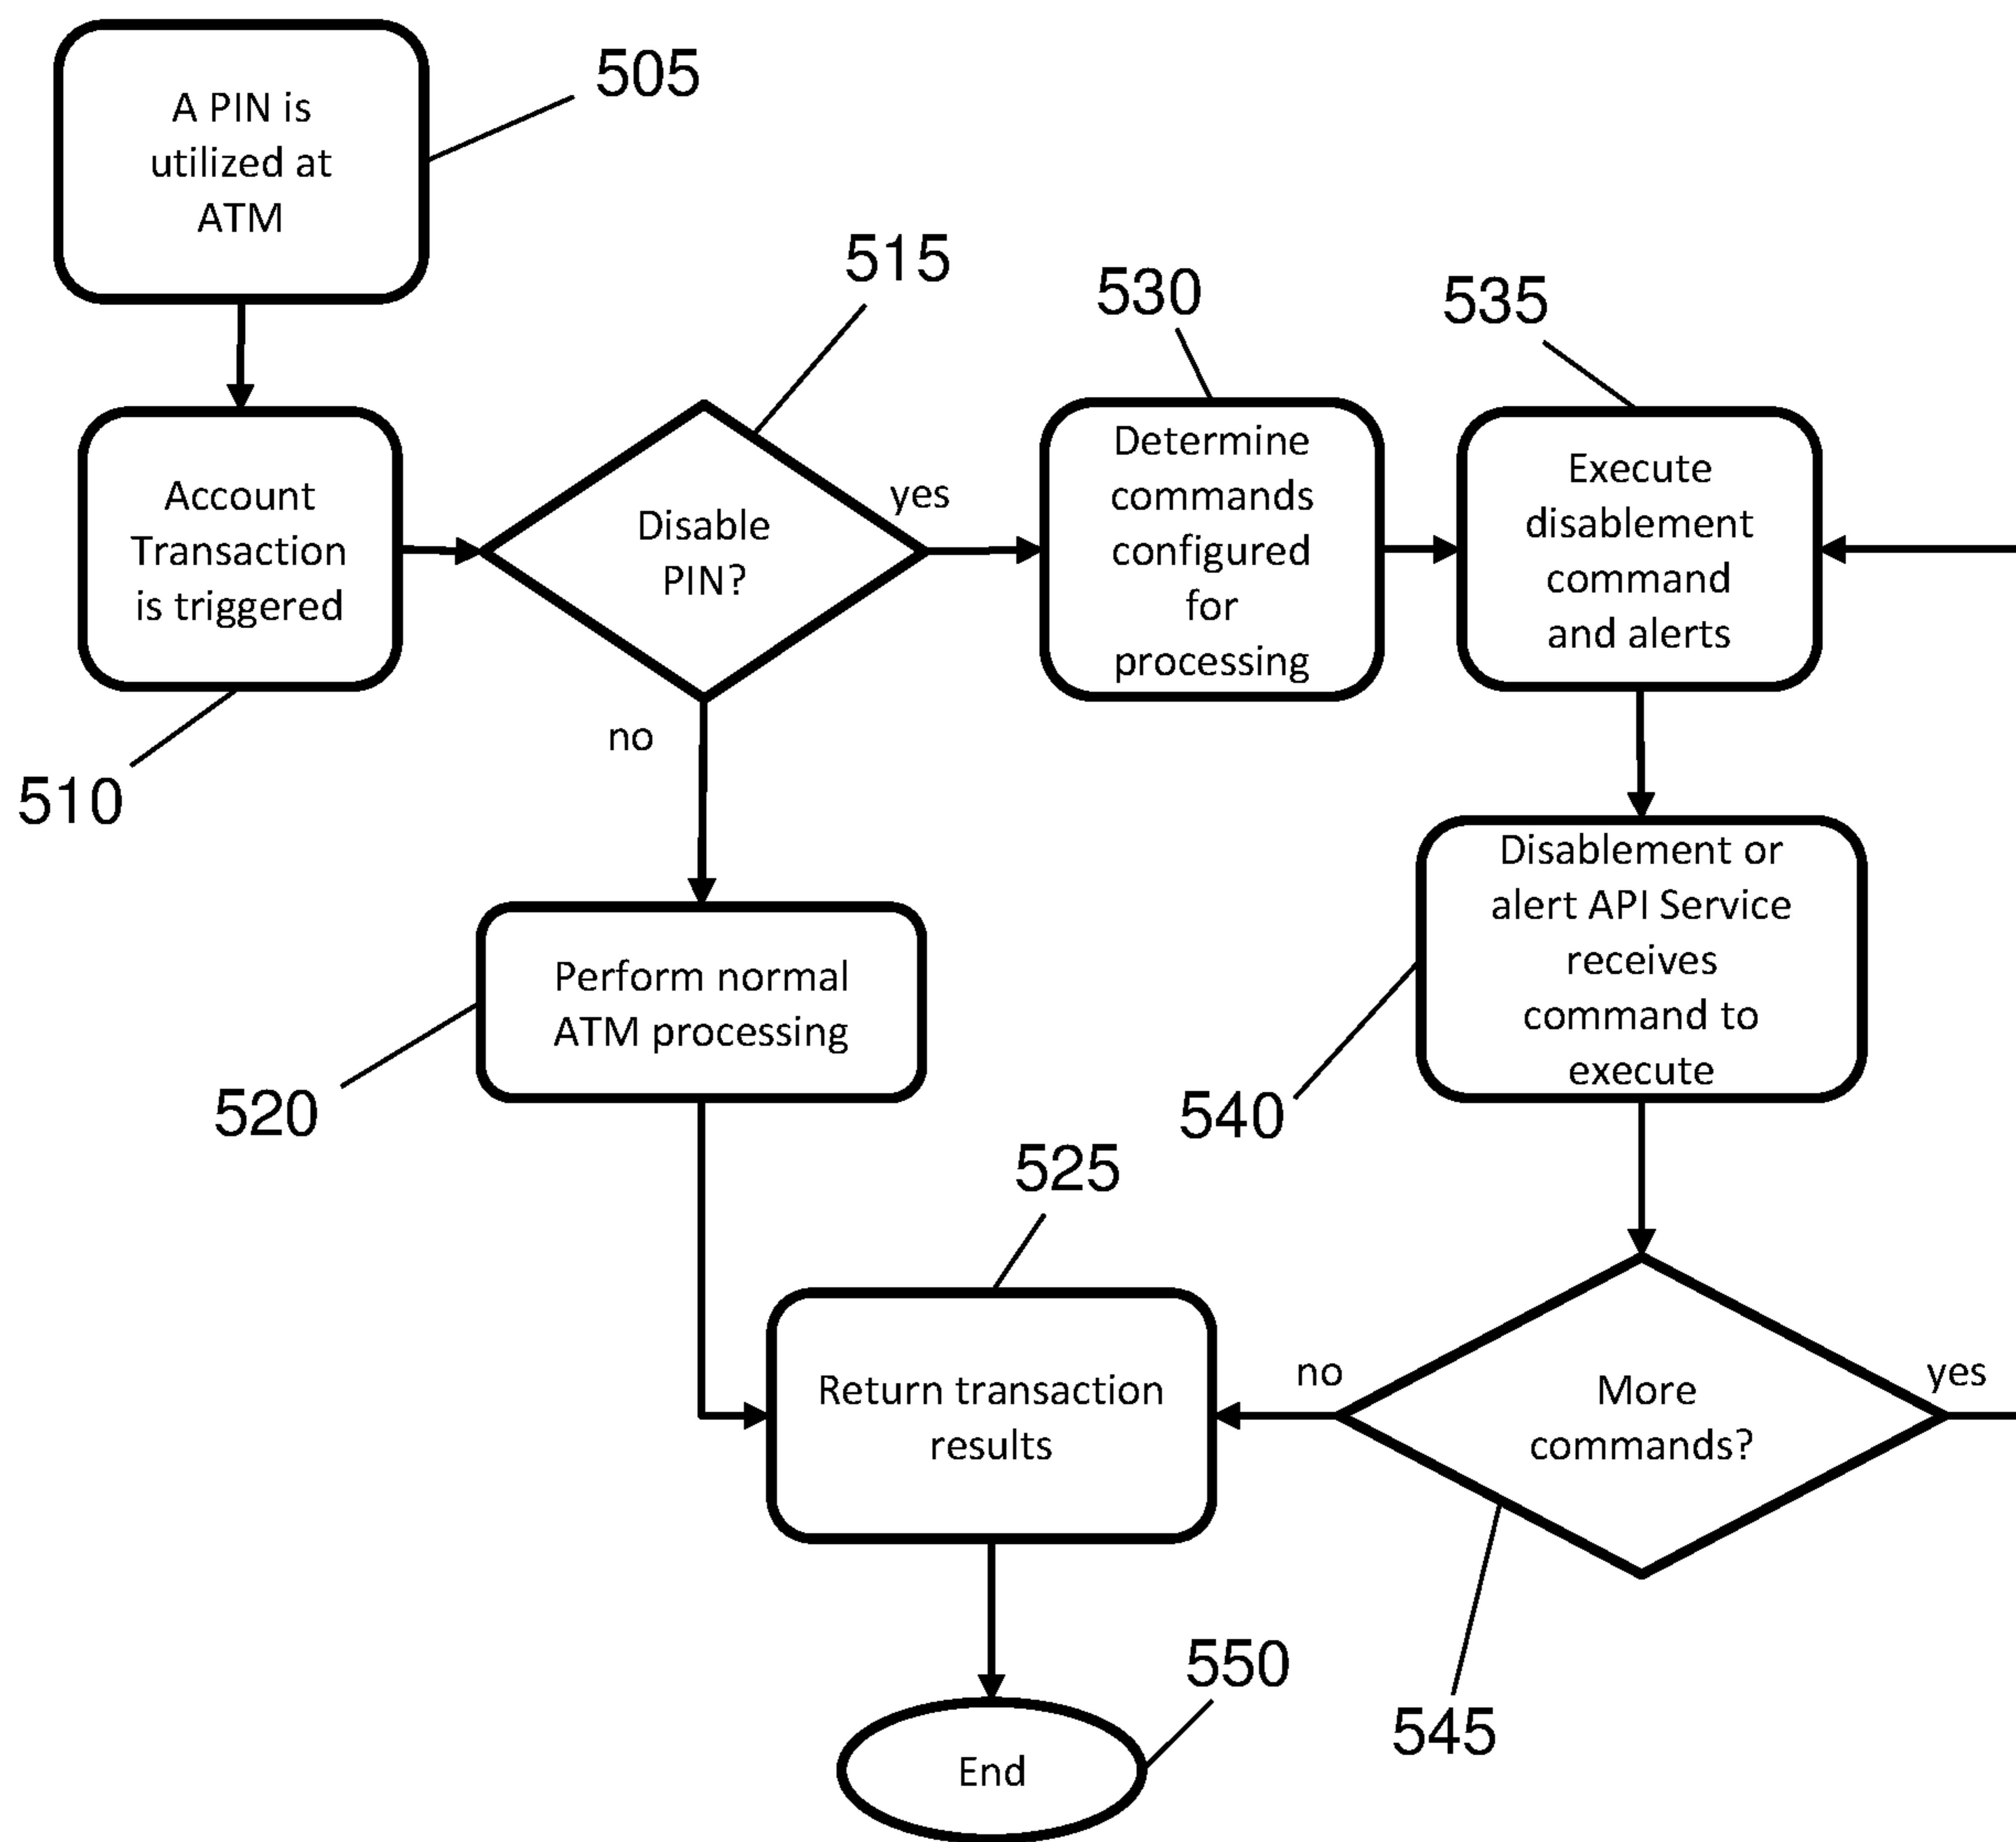 A PIN is
utilized at
ATM
505
Account
Transaction
is triggered
510
515
Disable
PIN?
yes
no
530
Determine
commands
configured
for
processing
535
Execute
disablement
command
and alerts
Perform normal
ATM processing
520
Disablement or
alert API Service
receives
command to
execute
540
525
Return transaction
results
no
More
commands?
yes
545
550
End